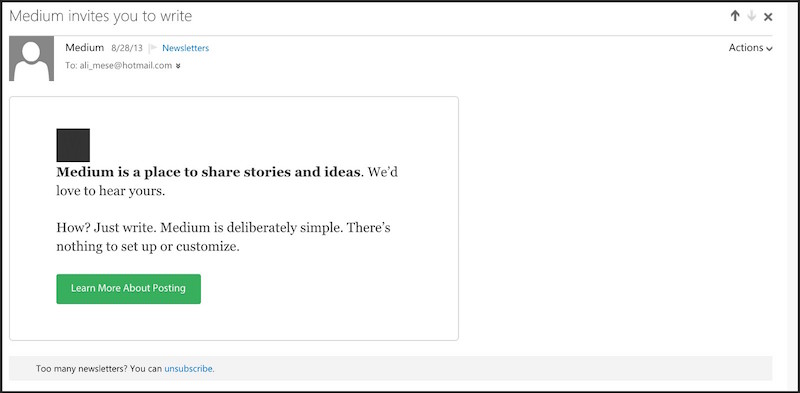 Medium invites you to write
Medium 8/28/13 Newsletters
Actions
To: ali_mese@hotmail.com
Medium is a place to share stories and ideas. We’d
love to hear yours.
How? Just write. Medium is deliberately simple. There’s
nothing to set up or customize.
Learn More About Posting
Too many newsletters? You can unsubscribe.